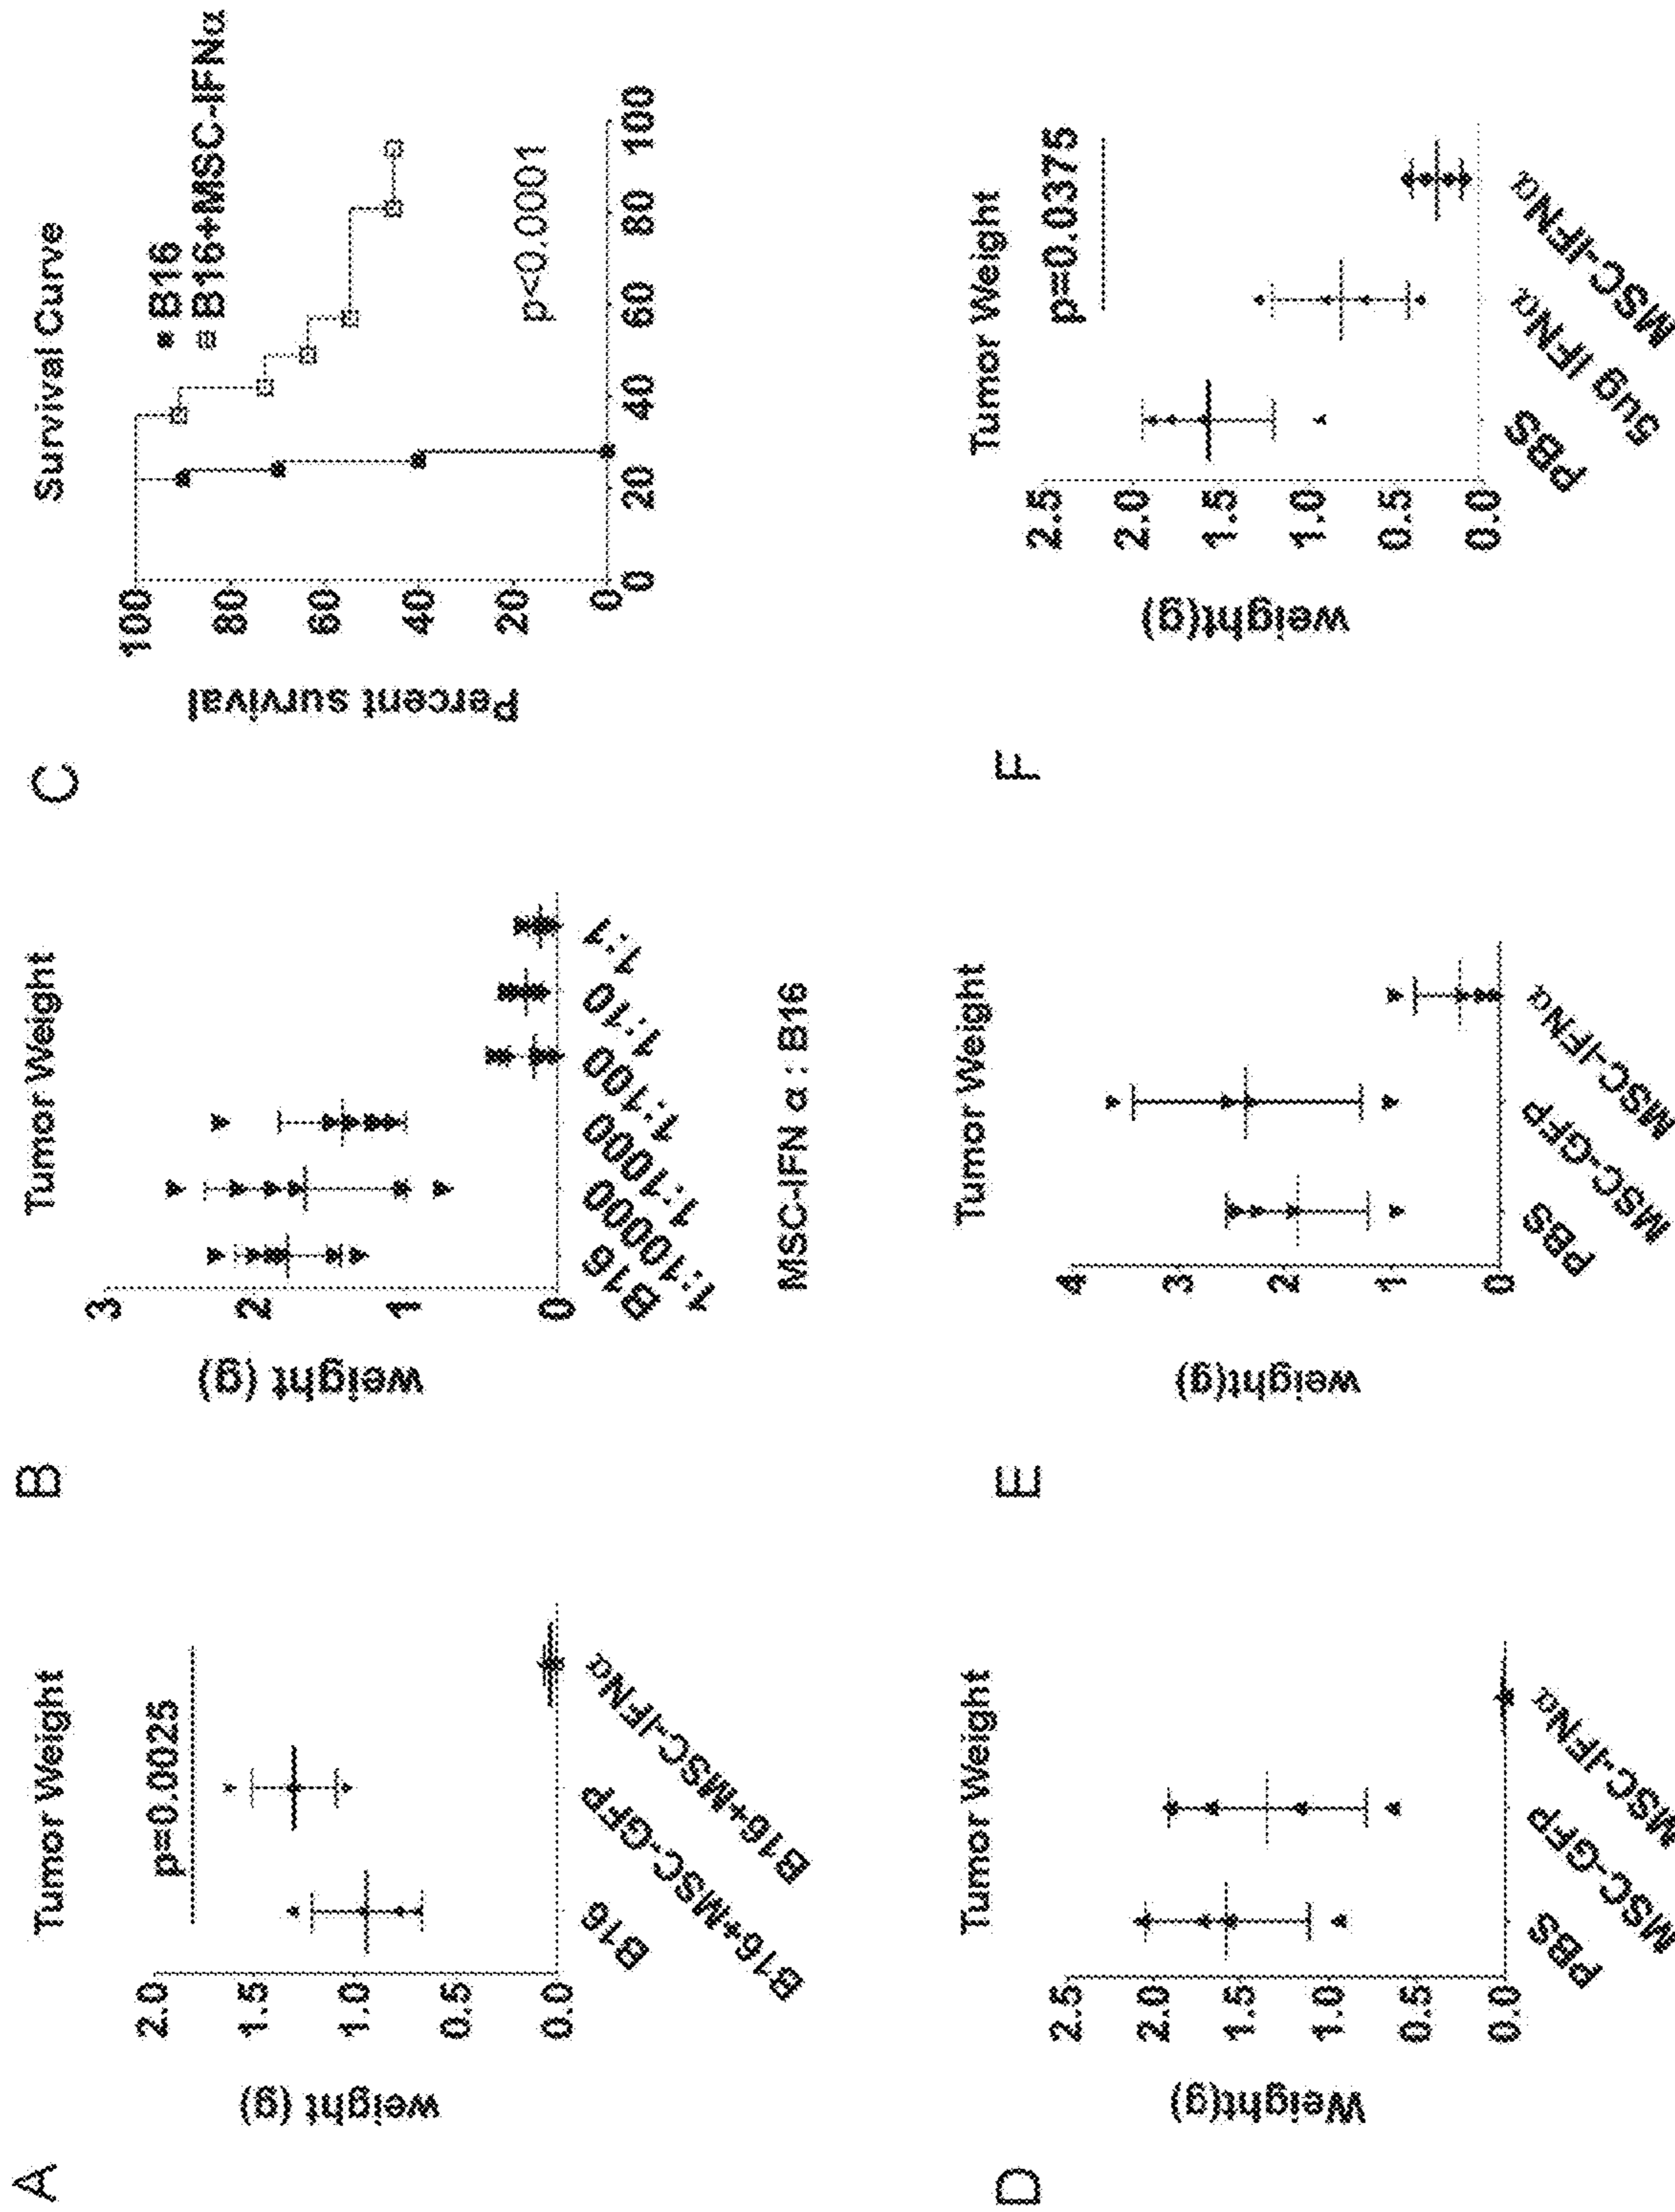 A
Tumor Weight
p=0.0025
weight (g)
2.0
1.5
1.0
0.5
0.0
B16
B16+MSC-GFP
B16+MSC-IFNα
B
Tumor Weight
weight (g)
3
2
1
0
B16
1:10000
1:1000
1:100
1:10
1:1
MSC-IFN α : B16
C
Survival Curve
B16
B16+MSC-IFNα
p<0.0001
Percent survival
100
80
60
40
20
0
0 20 40 60 80 100
D
Tumor Weight
Weight(g)
2.5
2.0
1.5
1.0
0.5
0.0
PBS
MSC-GFP
MSC-IFNα
E
Tumor Weight
weight(g)
4
3
2
1
0
PBS
MSC-GFP
MSC-IFNα
F
Tumor Weight
p=0.0375
weight(g)
2.5
2.0
1.5
1.0
0.5
0.0
PBS
5ug IFNα
MSC-IFNα